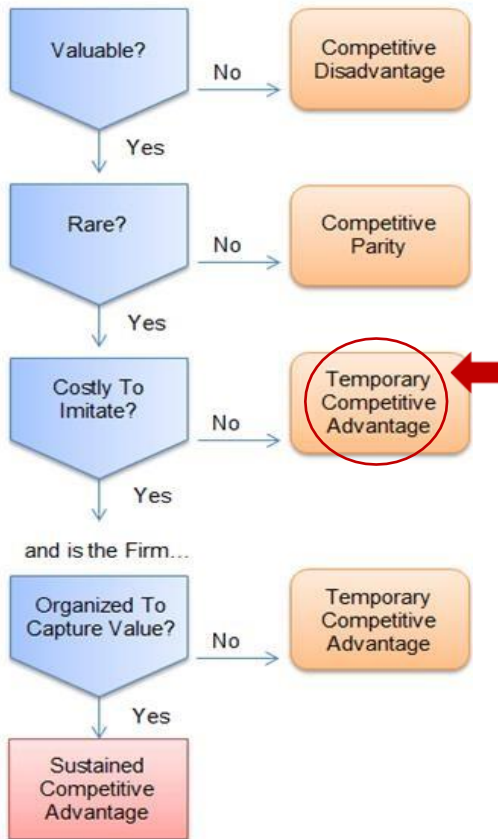 Valuable?
No
Competitive
Disadvantage
Yes
Rare?
No
Competitive
Parity
Yes
Costly To
Imitate?
No
Temporary
Competitive
Advantage
Yes
and is the Firm...
Organized To
Capture Value?
No
Temporary
Competitive
Advantage
Yes
Sustained
Competitive
Advantage